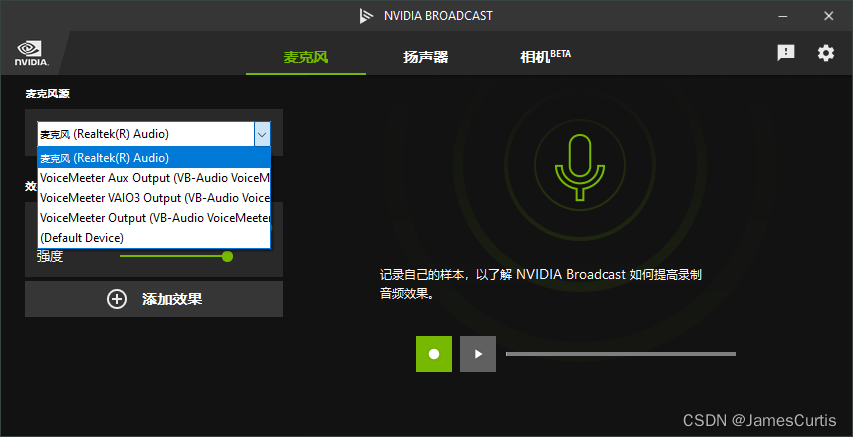 NVIDIA BROADCAST
NVIDIA.
麦克风
扬声器
相机BETA
麦克风源
麦克风 (Realtek(R) Audio)
麦克风 (Realtek(R) Audio)
VoiceMeeter Aux Output (VB-Audio VoiceM
VoiceMeeter VAIO3 Output (VB-Audio Voice
VoiceMeeter Output (VB-Audio VoiceMeeter
(Default Device)
效
强度
添加效果
记录自己的样本，以了解 NVIDIA Broadcast 如何提高录制
音频效果。
CSDN @JamesCurtis